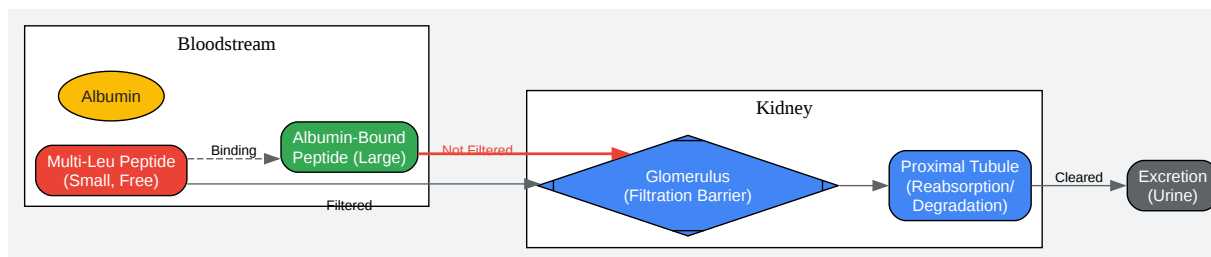 Bloodstream
Albumin
Multi-Leu Peptide
(Small, Free)
Binding
Albumin-Bound
Peptide (Large)
Not Filtered
Filtered
Kidney
Glomerulus
(Filtration Barrier)
Proximal Tubule
(Reabsorption/
Degradation)
Cleared
Excretion
(Urine)